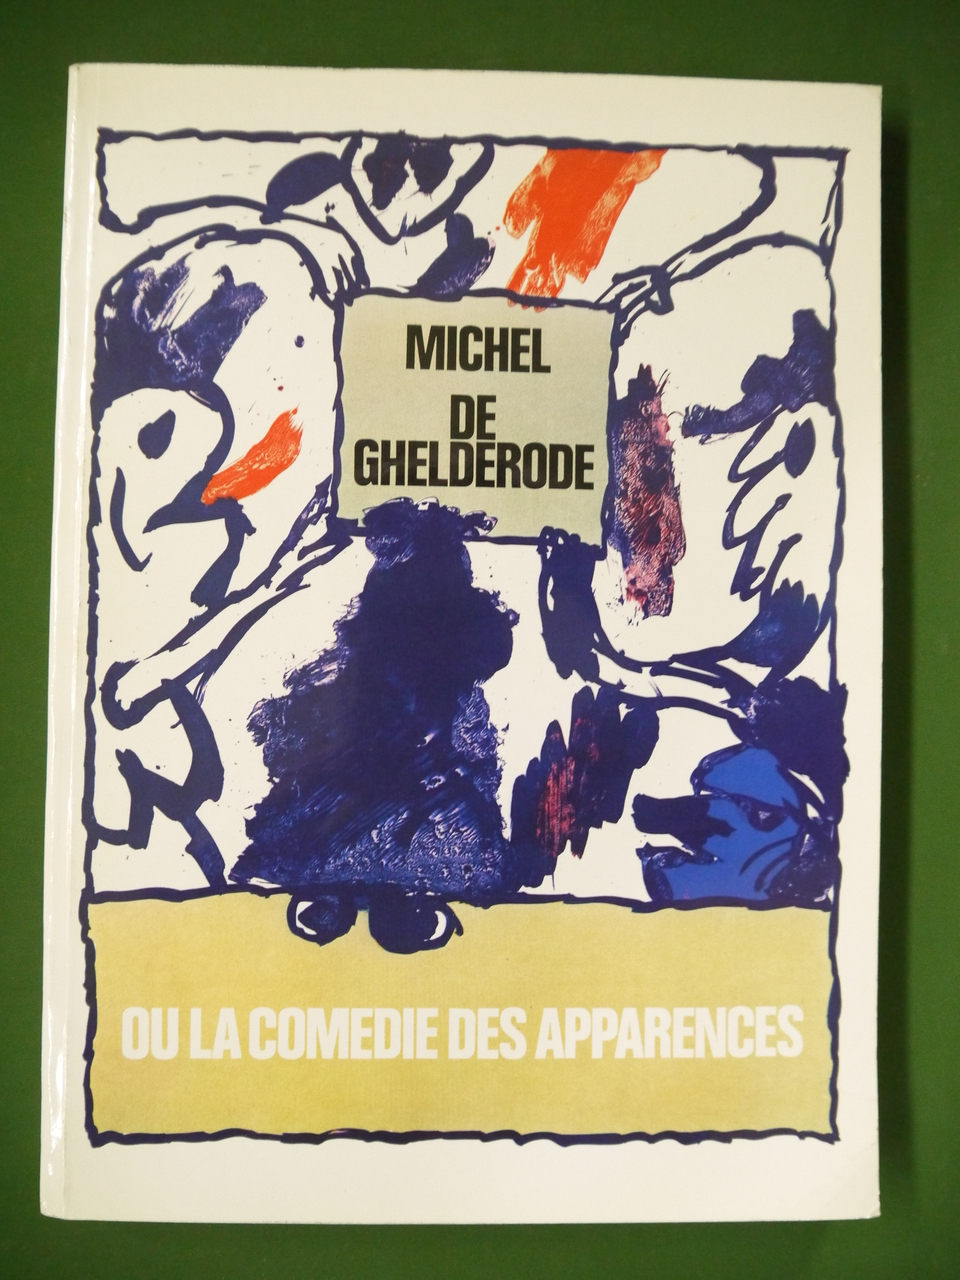 MICHEL
DE
GHELDERODE
OU LA COMEDIE DES APPARENCES